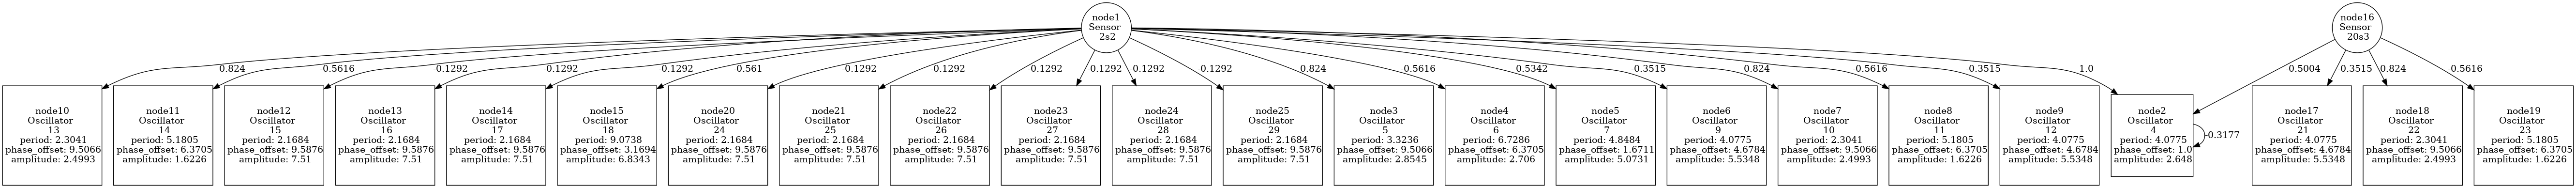 node1
Sensor
2s2
node16
Sensor
20s3
0.824
-0.5616
-0.1292
-0.1292
-0.1292
-0.561
-0.1292
-0.1292
-0.1292
-0.1292
-0.1292
-0.1292
0.824
-0.5616
0.5342
-0.3515
0.824
-0.5616
-0.3515
1.0
-0.5004
-0.3515
0.824
-0.5616
node10
Oscillator
13
period: 2.3041
phase_offset: 9.5066
amplitude: 2.4993
node11
Oscillator
14
period: 5.1805
phase_offset: 6.3705
amplitude: 1.6226
node12
Oscillator
15
period: 2.1684
phase_offset: 9.5876
amplitude: 7.51
node13
Oscillator
16
period: 2.1684
phase_offset: 9.5876
amplitude: 7.51
node14
Oscillator
17
period: 2.1684
phase_offset: 9.5876
amplitude: 7.51
node15
Oscillator
18
period: 9.0738
phase_offset: 3.1694
amplitude: 6.8343
node20
Oscillator
24
period: 2.1684
phase_offset: 9.5876
amplitude: 7.51
node21
Oscillator
25
period: 2.1684
phase_offset: 9.5876
amplitude: 7.51
node22
Oscillator
26
period: 2.1684
phase_offset: 9.5876
amplitude: 7.51
node23
Oscillator
27
period: 2.1684
phase_offset: 9.5876
amplitude: 7.51
node24
Oscillator
28
period: 2.1684
phase_offset: 9.5876
amplitude: 7.51
node25
Oscillator
29
period: 2.1684
phase_offset: 9.5876
amplitude: 7.51
node3
Oscillator
5
period: 3.3236
phase_offset: 9.5066
amplitude: 2.8545
node4
Oscillator
6
period: 6.7286
phase_offset: 6.3705
amplitude: 2.706
node5
Oscillator
7
period: 4.8484
phase_offset: 1.6711
amplitude: 5.0731
node6
Oscillator
9
period: 4.0775
phase_offset: 4.6784
amplitude: 5.5348
node7
Oscillator
10
period: 2.3041
phase_offset: 9.5066
amplitude: 2.4993
node8
Oscillator
11
period: 5.1805
phase_offset: 6.3705
amplitude: 1.6226
node9
Oscillator
12
period: 4.0775
phase_offset: 4.6784
amplitude: 5.5348
node2
Oscillator
4
period: 4.0775
phase_offset: 1.0
amplitude: 2.648
-0.3177
node17
Oscillator
21
period: 4.0775
phase_offset: 4.6784
amplitude: 5.5348
node18
Oscillator
22
period: 2.3041
phase_offset: 9.5066
amplitude: 2.4993
node19
Oscillator
23
period: 5.1805
phase_offset: 6.3705
amplitude: 1.6226